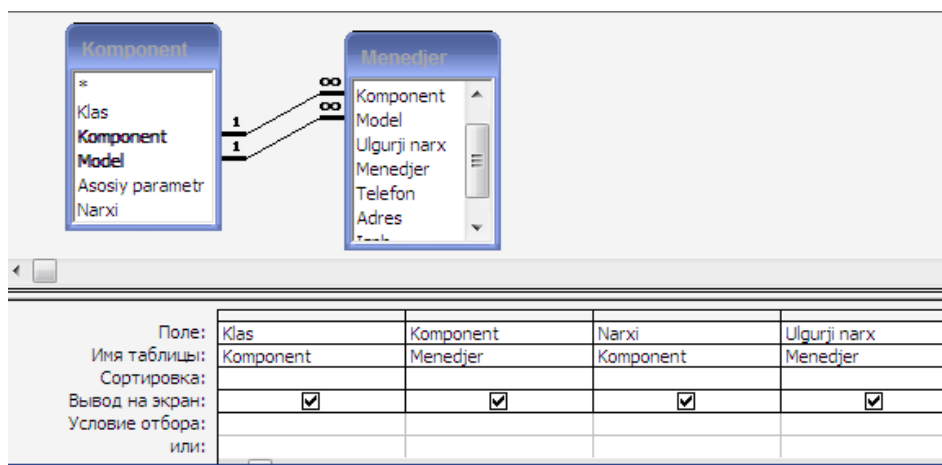 Komponent
*
Klas
Komponent
Model
Asosiy parametr
Narxi
1
1
∞
∞
Menedjer
Komponent
Model
Ulgurji narx
Menedjer
Telefon
Adres
Поле: Klas Komponent Narxi Ulgurji narx
Имя таблицы: Komponent Menedjer Komponent Menedjer
Сортировка:
Вывод на экран:
Условие отбора:
или: